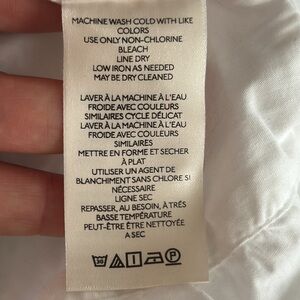 MACHINE WASH COLD WITH LIKE
COLORS
USE ONLY NON-CHLORINE
BLEACH
LINE DRY
LOW IRON AS NEEDED
MAY BE DRY CLEANED
LAVER À LA MACHINE À L'EAU
FROIDE AVEC COULEURS
SIMILAIRES CYCLE DÉLICAT
LAVER À LA MACHINE À L'EAU
FROIDE AVEC COULEURS
SIMILAIRES
METTRE EN FORME ET SECHER
À PLAT
UTILISER UN AGENT DE
BLANCHIMENT SANS CHLORE SI
NÉCESSAIRE
LIGNE SEC
REPASSER, AU BESOIN, À TRÈS
BASSE TEMPÉRATURE
PEUT-ÊTRE ÊTRE NETTOYÉE
A SEC
P